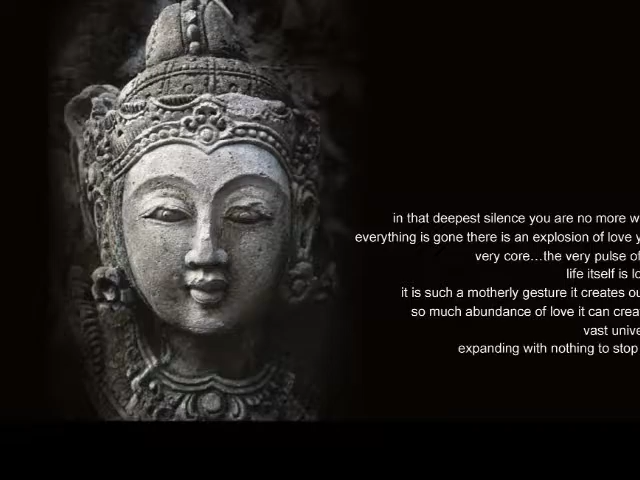 in that deepest silence you are no more w
everything is gone there is an explosion of love y
very core...the very pulse of
life itself is lo
it is such a motherly gesture it creates ou
so much abundance of love it can crea
vast unive
expanding with nothing to stop